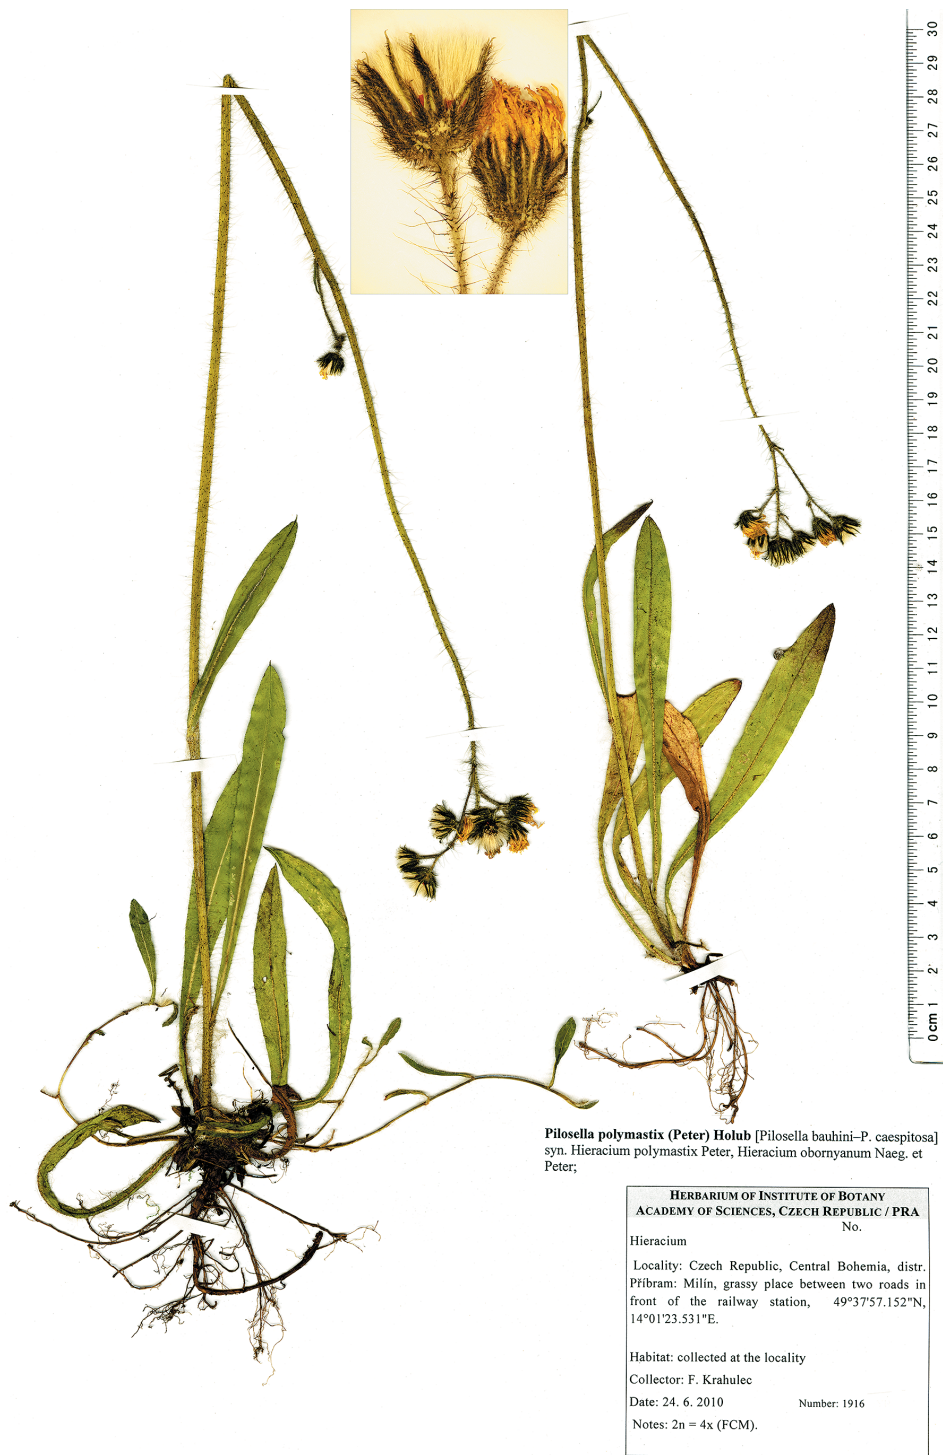 30
29
28
27
26
25
24
23
22
21
20
19
18
17
16
15
14
13
12
11
10
9
8
7
6
5
4
3
2
1
0 cm
Pilosella polymastix (Peter) Holub [Pilosella bauhini–P. caespitosa]
syn. Hieracium polymastix Peter, Hieracium obornyanum Naeg. et
Peter;
HERBARIUM OF INSTITUTE OF BOTANY
ACADEMY OF SCIENCES, CZECH REPUBLIC / PRA
No.
Hieracium
Locality: Czech Republic, Central Bohemia, distr.
Příbram: Milín, grassy place between two roads in
front of the railway station, 49°37'57.152"N,
14°01'23.531"E.
Habitat: collected at the locality
Collector: F. Krahulec
Date: 24. 6. 2010 Number: 1916
Notes: 2n = 4x (FCM).